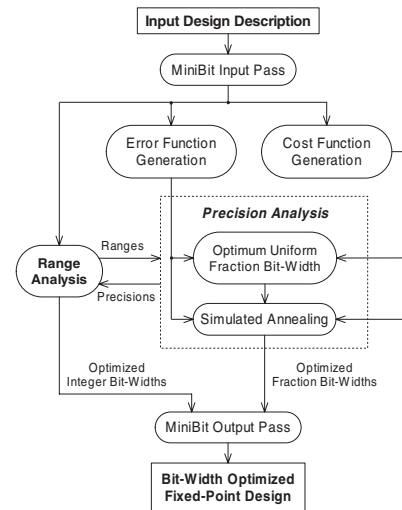 Input Design Description
MiniBit Input Pass
Error Function
Generation
Cost Function
Generation
Precision Analysis
Ranges
Optimum Uniform
Fraction Bit-Width
Range
Analysis
Precisions
Simulated Annealing
Optimized
Integer Bit-Widths
Optimized
Fraction Bit-Widths
MiniBit Output Pass
Bit-Width Optimized
Fixed-Point Design